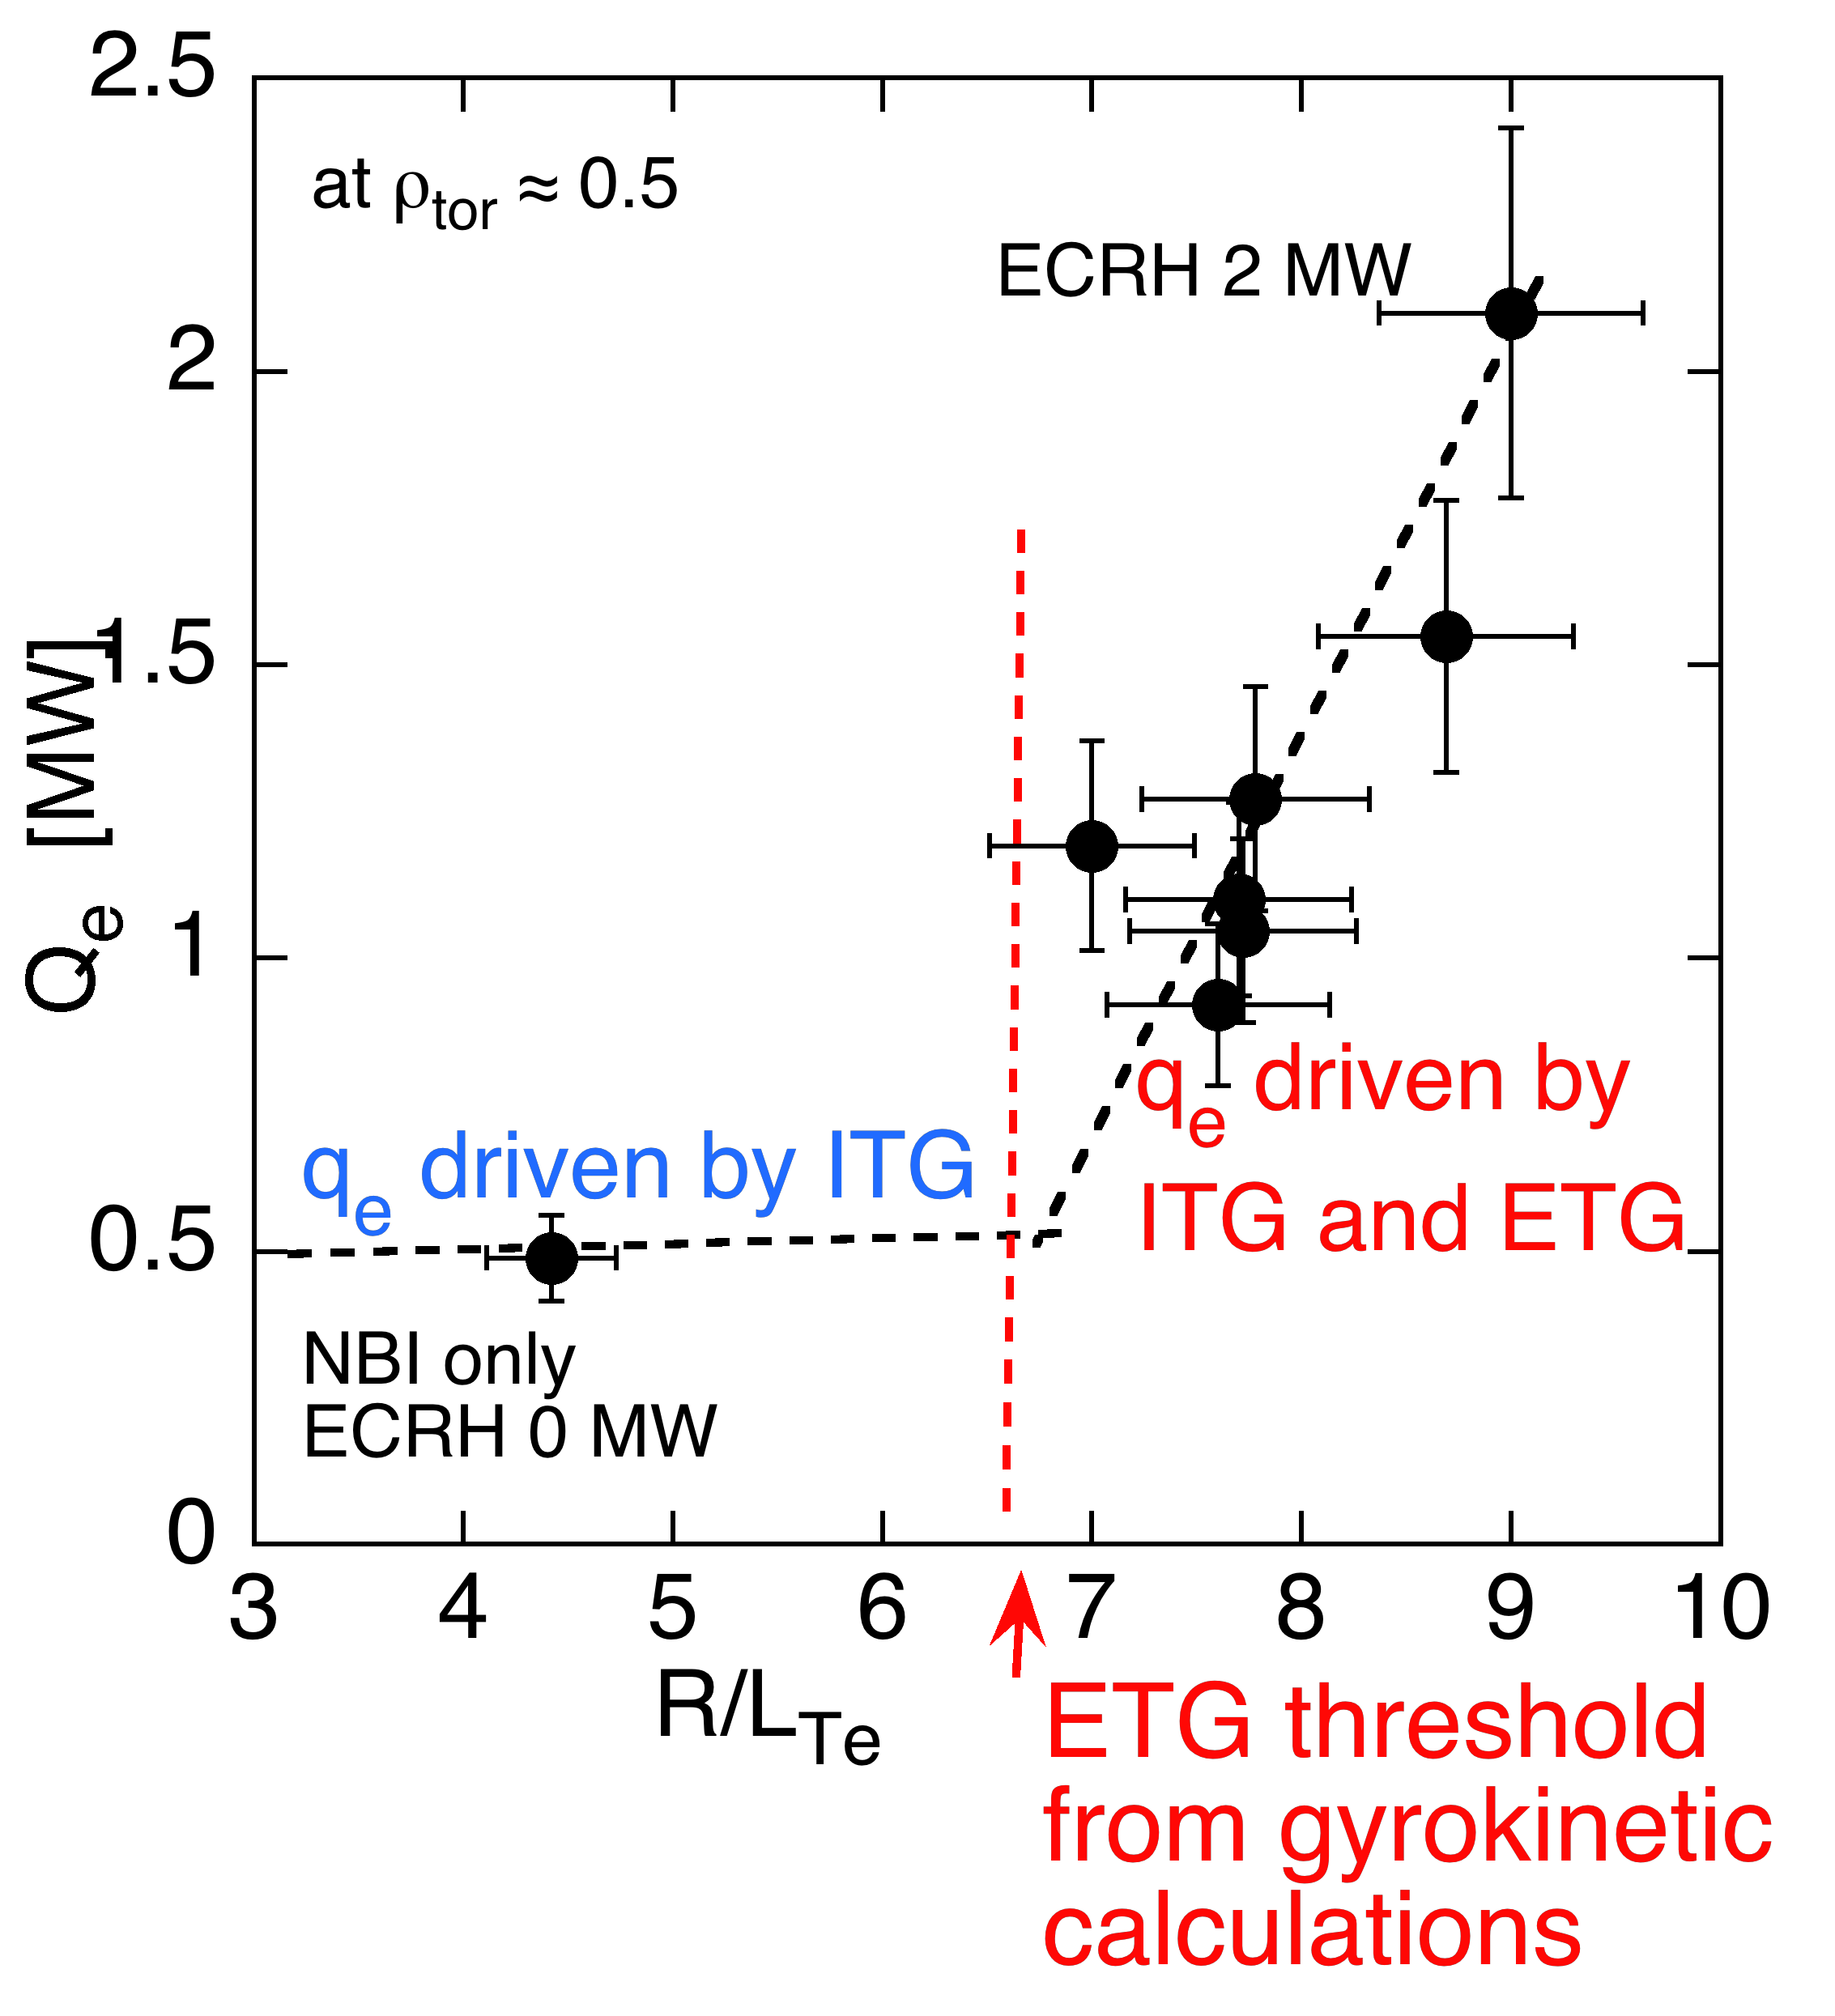 2.5
at ρtor ≈ 0.5
ECRH 2 MW
2
1.5
Qe [MW]
1
qe driven by
ITG and ETG
qe driven by ITG
0.5
NBI only
ECRH 0 MW
0
3 4 5 6 7 8 9 10
R/LTe
ETG threshold
from gyrokinetic
calculations